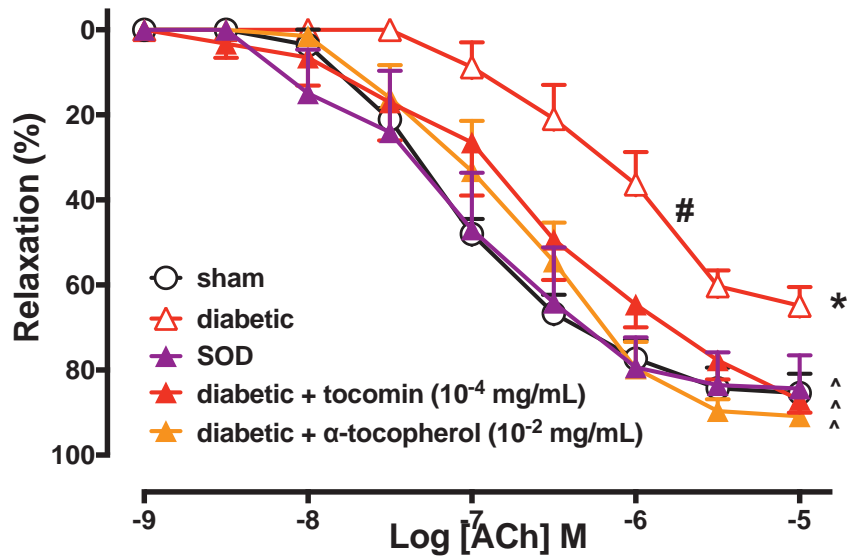 Relaxation (%)
0
20
40
60
80
100
sham
diabetic
SOD
diabetic + tocomin (10⁻⁴ mg/mL)
diabetic + α-tocopherol (10⁻² mg/mL)
#
*
^
^
^
-9
-8
-7
-6
-5
Log [ACh] M